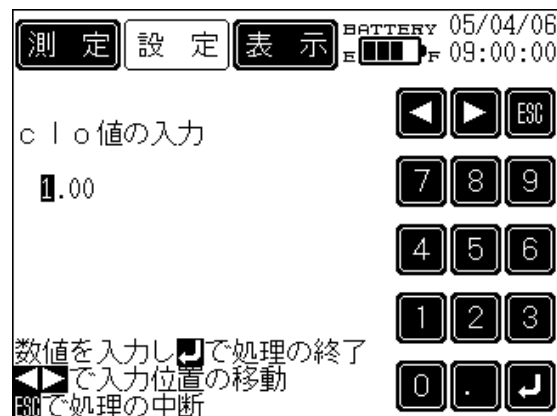 測 定 設 定 表 示 BATTERY 05/04/06
E F 09:00:00
◀ ▶ ESC
clo値の入力
1.00
7 8 9
4 5 6
1 2 3
数値を入力し↵で処理の終了
◀▶で入力位置の移動
ESCで処理の中断
0 . ↵